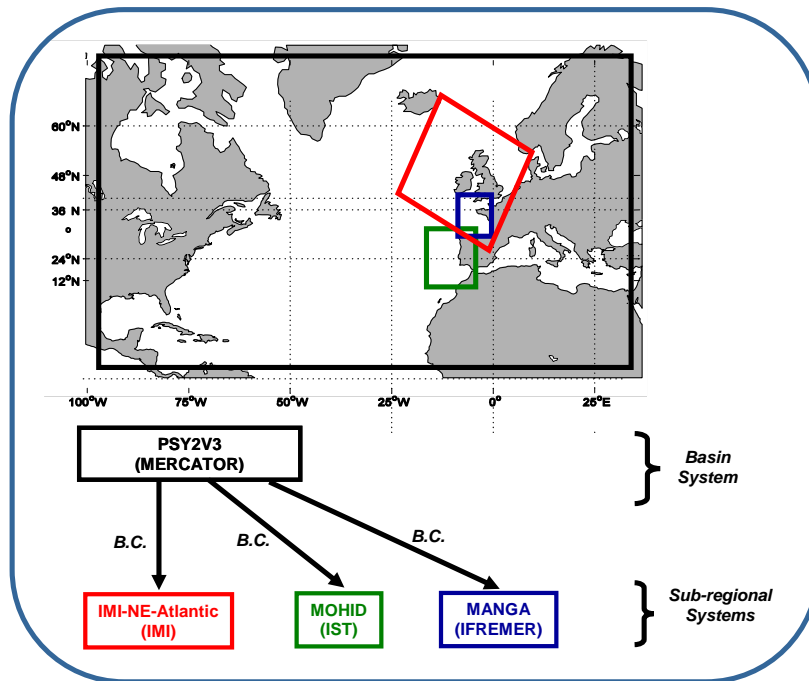 60°N
48°N
36 N
o
24°N
12°N
100°W
75°W
50°W
25°W
0°
25°E
PSY2V3
(MERCATOR)
Basin
System
B.C.
B.C.
B.C.
IMI-NE-Atlantic
(IMI)
MOHID
(IST)
MANGA
(IFREMER)
Sub-regional
Systems